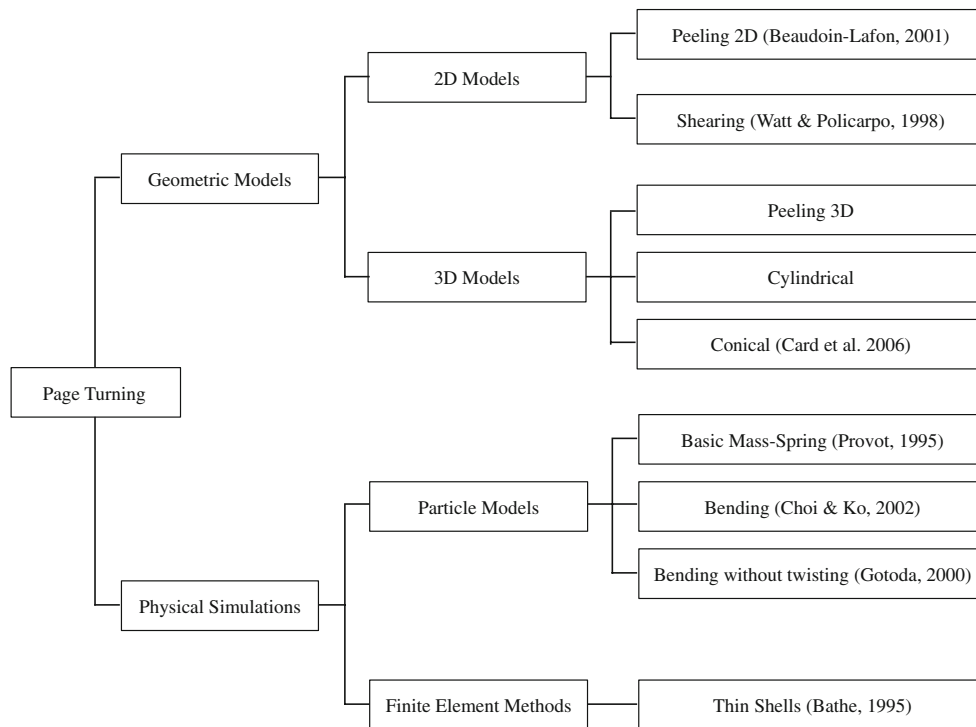 Peeling 2D (Beaudoin-Lafon, 2001)
2D Models
Shearing (Watt & Policarpo, 1998)
Geometric Models
Peeling 3D
3D Models
Cylindrical
Conical (Card et al. 2006)
Page Turning
Basic Mass-Spring (Provot, 1995)
Particle Models
Bending (Choi & Ko, 2002)
Bending without twisting (Gotoda, 2000)
Physical Simulations
Finite Element Methods
Thin Shells (Bathe, 1995)